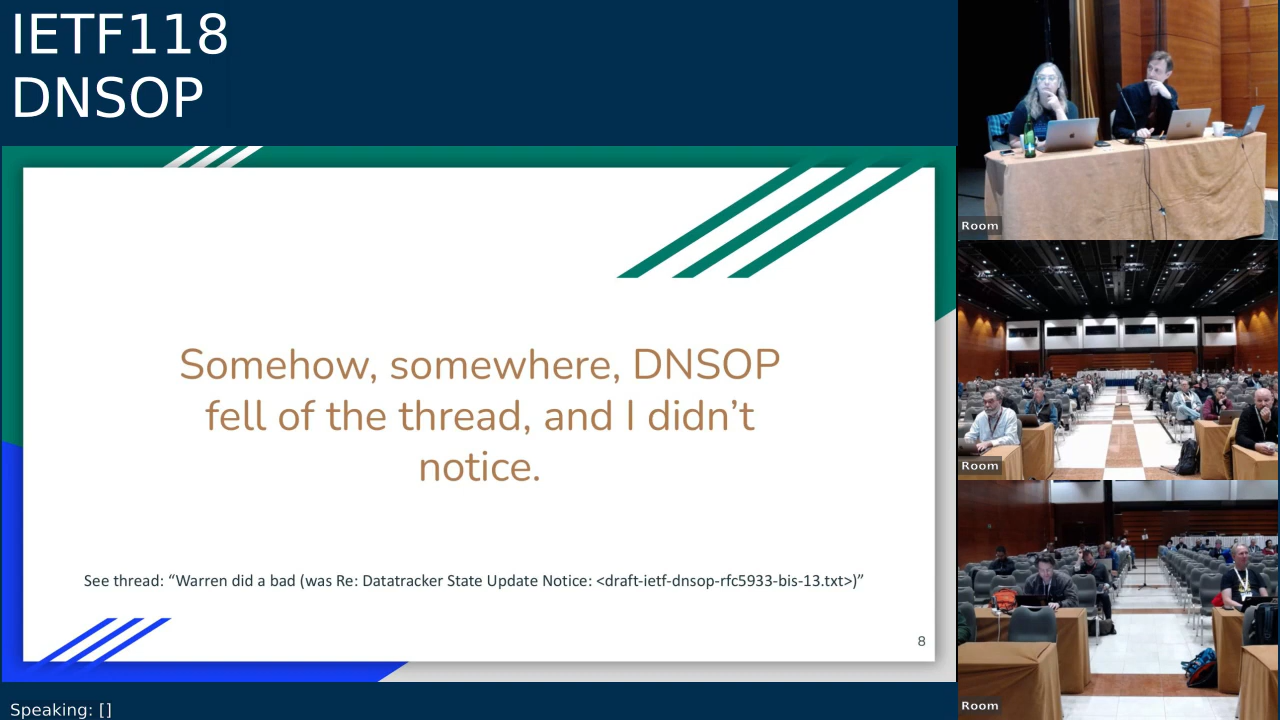 IETF118
DNSOP
Somehow, somewhere, DNSOP
fell of the thread, and I didn’t
notice.
See thread: “Warren did a bad (was Re: Datatracker State Update Notice: <draft-ietf-dnsop-rfc5933-bis-13.txt>)”
8
Room
Room
Room
Speaking: []